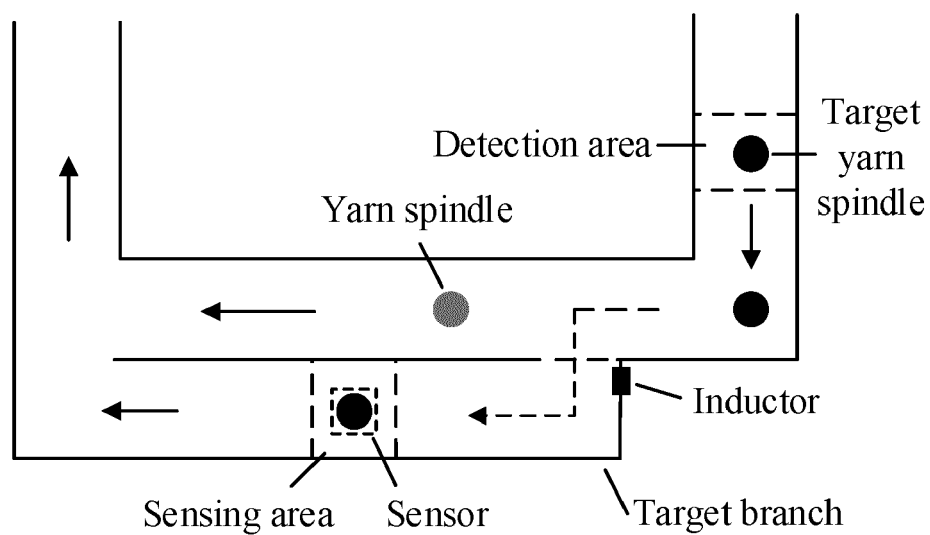 Detection area
Target
yarn
spindle
Yarn spindle
Inductor
Sensing area
Sensor
Target branch